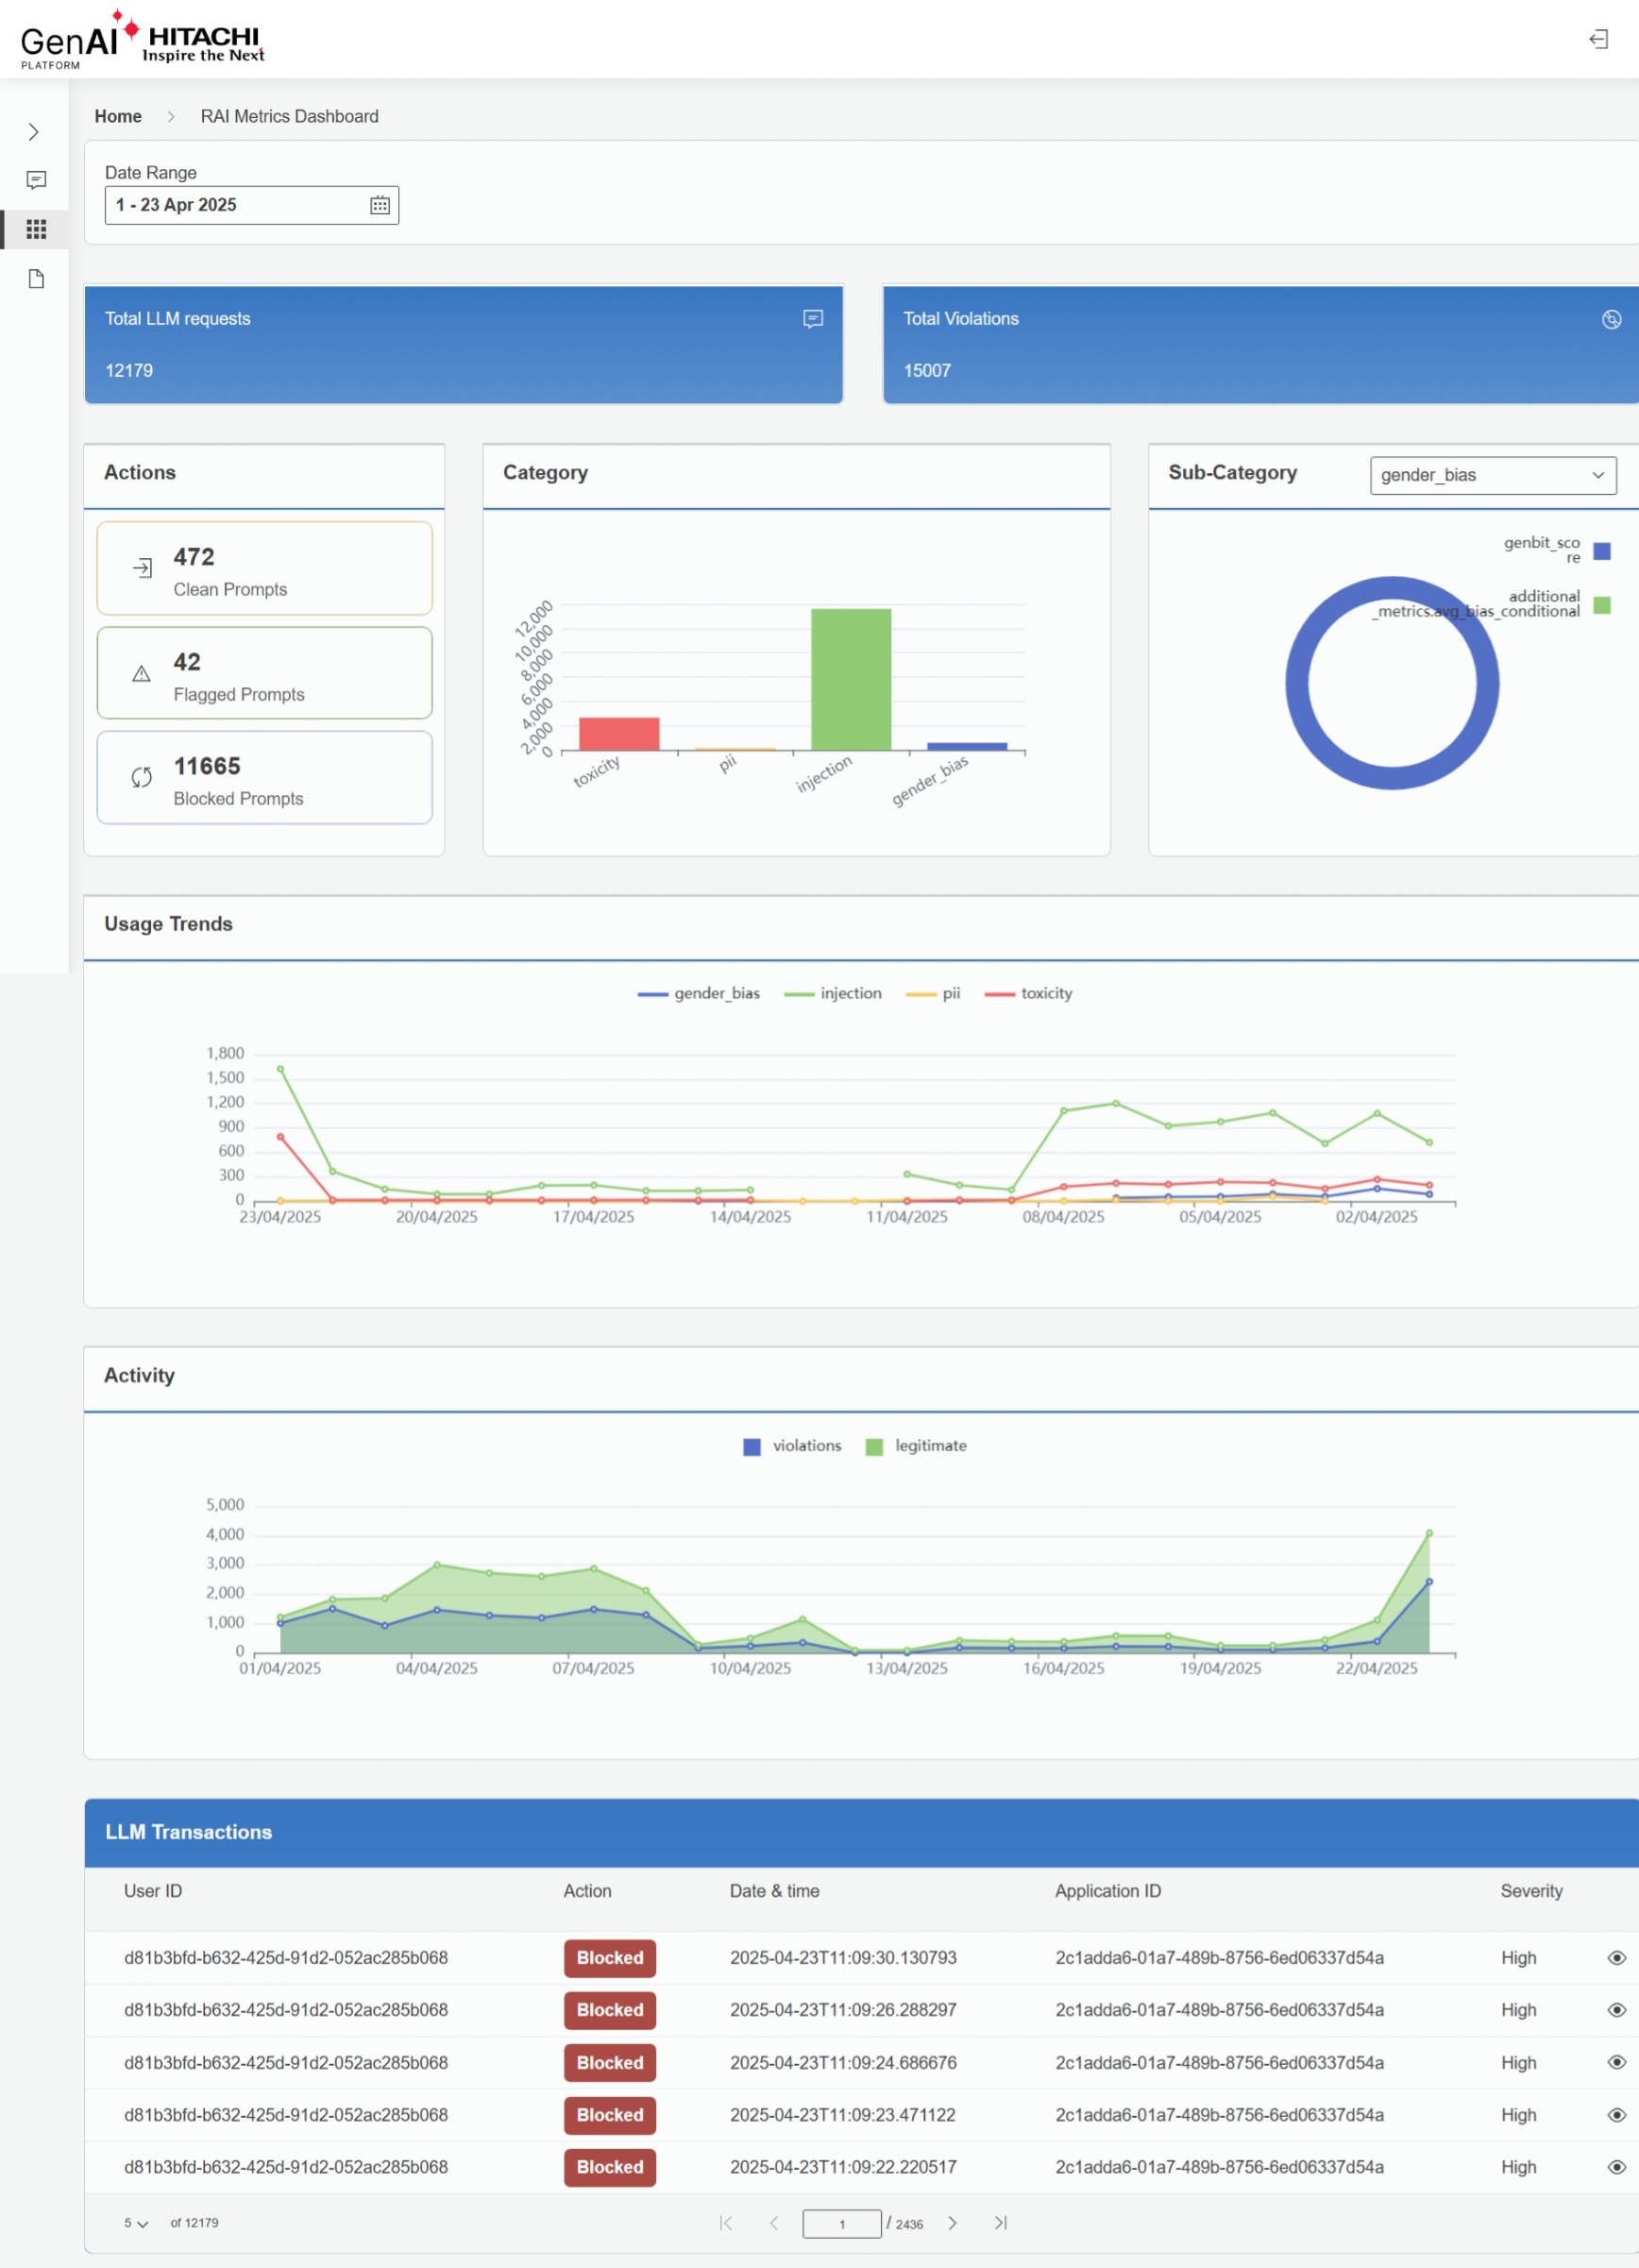 GenAI HITACHI
PLATFORM Inspire the Next
Home > RAI Metrics Dashboard
Date Range
1 - 23 Apr 2025
Total LLM requests
12179
Total Violations
15007
Actions
472
Clean Prompts
42
Flagged Prompts
11665
Blocked Prompts
Category
12,000
10,000
8,000
6,000
4,000
2,000
0
toxicity pii injection gender_bias
Sub-Category gender_bias
genbit_sco
re
additional
_metrics.avg_bias_conditional
Usage Trends
gender_bias injection pii toxicity
1,800
1,500
1,200
900
600
300
0
23/04/2025 20/04/2025 17/04/2025 14/04/2025 11/04/2025 08/04/2025 05/04/2025 02/04/2025
Activity
violations legitimate
5,000
4,000
3,000
2,000
1,000
0
01/04/2025 04/04/2025 07/04/2025 10/04/2025 13/04/2025 16/04/2025 19/04/2025 22/04/2025
LLM Transactions
User ID Action Date & time Application ID Severity
d81b3bfd-b632-425d-91d2-052ac285b068 Blocked 2025-04-23T11:09:30.130793 2c1adda6-01a7-489b-8756-6ed06337d54a High
d81b3bfd-b632-425d-91d2-052ac285b068 Blocked 2025-04-23T11:09:26.288297 2c1adda6-01a7-489b-8756-6ed06337d54a High
d81b3bfd-b632-425d-91d2-052ac285b068 Blocked 2025-04-23T11:09:24.686676 2c1adda6-01a7-489b-8756-6ed06337d54a High
d81b3bfd-b632-425d-91d2-052ac285b068 Blocked 2025-04-23T11:09:23.471122 2c1adda6-01a7-489b-8756-6ed06337d54a High
d81b3bfd-b632-425d-91d2-052ac285b068 Blocked 2025-04-23T11:09:22.220517 2c1adda6-01a7-489b-8756-6ed06337d54a High
5 of 12179 1 / 2436